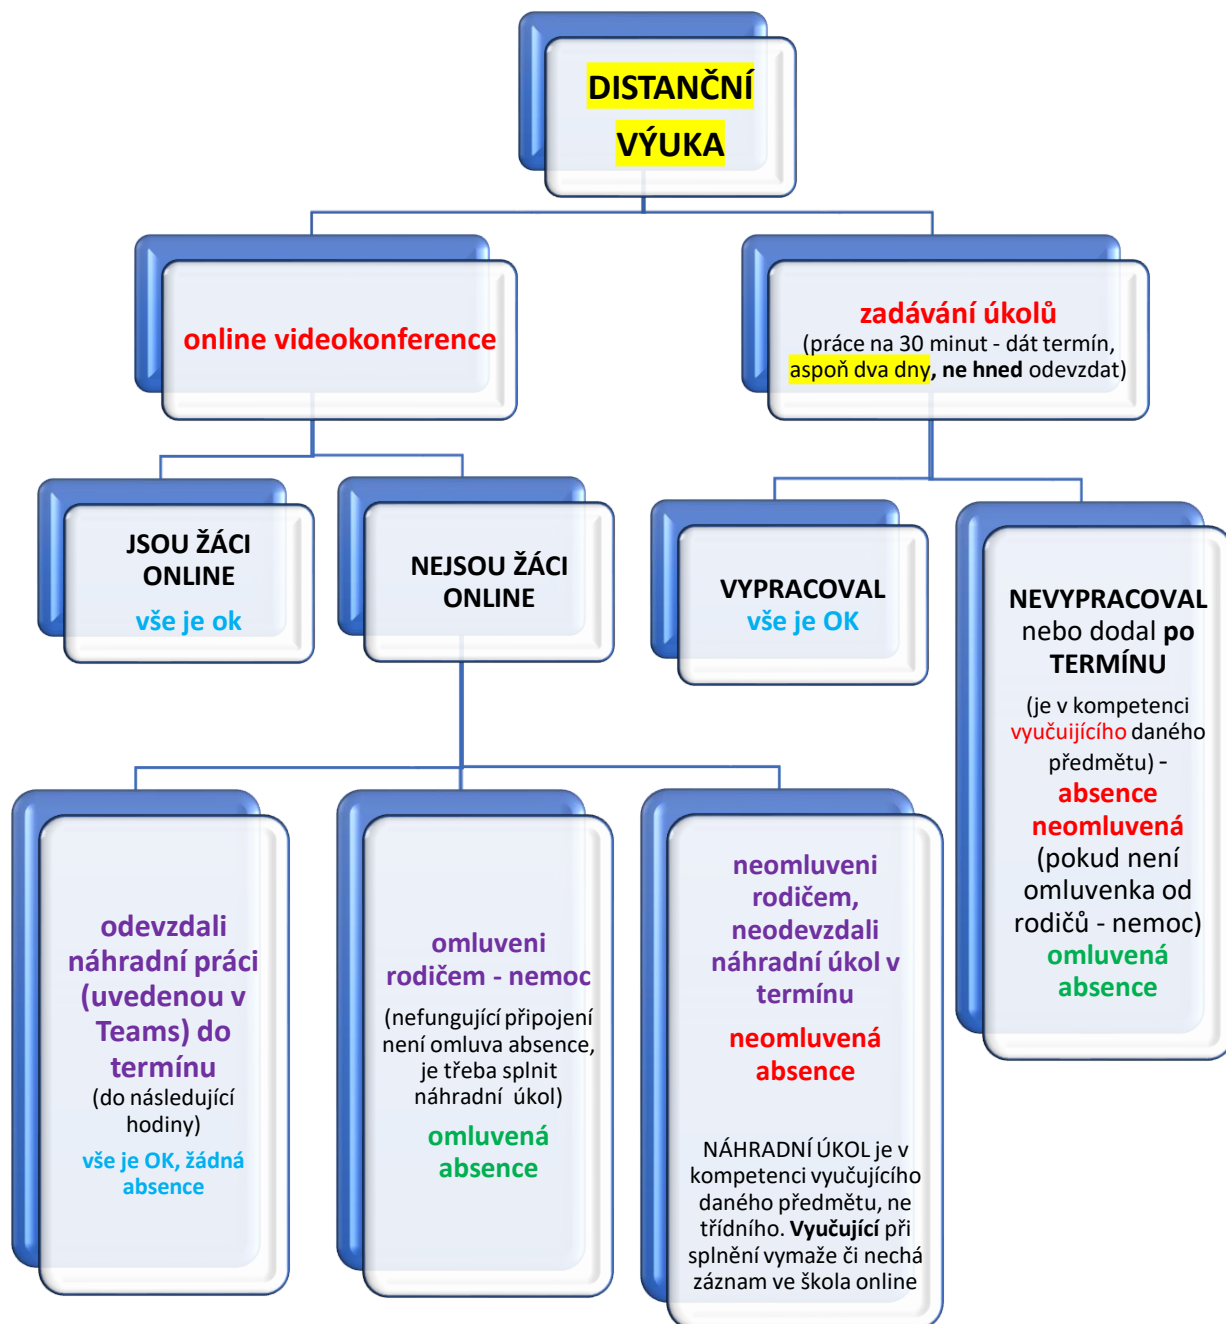 DISTANČNÍ
VÝUKA
online videokonference
zadávání úkolů
(práce na 30 minut - dát termín,
aspoň dva dny, ne hned odevzdat)
JSOU ŽÁCI
ONLINE
vše je ok
NEJSOU ŽÁCI
ONLINE
VYPRACOVAL
vše je OK
NEVYPRACOVAL
nebo dodal po
TERMÍNU
(je v kompetenci
vyučuijícího daného
předmětu) -
absence
neomluvená
(pokud není
omluvenka od
rodičů - nemoc)
omluvená
absence
odevzdali
náhradní práci
(uvedenou v
Teams) do
termínu
(do následující
hodiny)
vše je OK, žádná
absence
omluveni
rodičem - nemoc
(nefungující připojení
není omluva absence,
je třeba splnit
náhradní úkol)
omluvená
absence
neomluveni
rodičem,
neodevzdali
náhradní úkol v
termínu
neomluvená
absence
NÁHRADNÍ ÚKOL je v
kompetenci vyučujícího
daného předmětu, ne
třídního. Vyučující při
splnění vymaže či nechá
záznam ve škola online